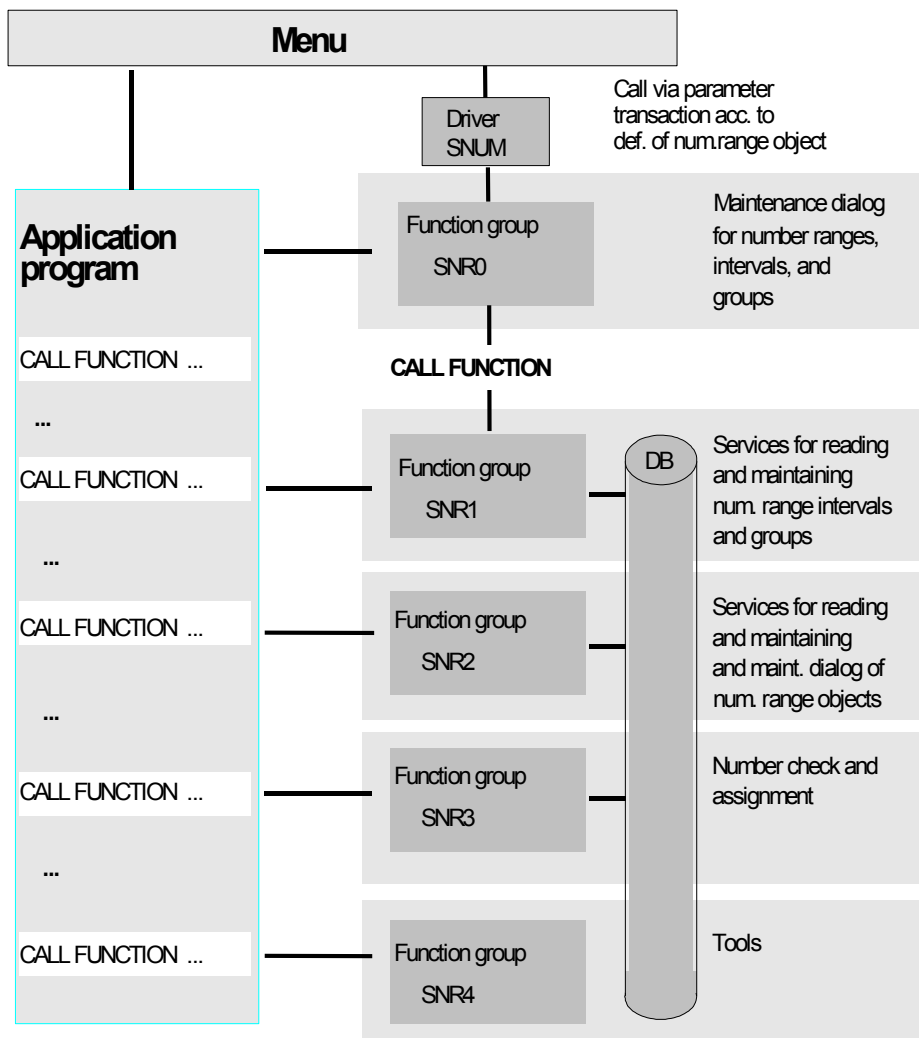 Menu
Driver
SNUM
Call via parameter
transaction acc. to
def. of num.range object
Application
program
Function group
SNR0
Maintenance dialog
for number ranges,
intervals, and
groups
CALL FUNCTION ...
CALL FUNCTION
...
CALL FUNCTION ...
Function group
SNR1
DB
Services for reading
and maintaining
num. range intervals
and groups
...
CALL FUNCTION ...
Function group
SNR2
Services for reading
and maintaining
and maint. dialog of
num. range objects
...
CALL FUNCTION ...
Function group
SNR3
Number check and
assignment
...
CALL FUNCTION ...
Function group
SNR4
Tools